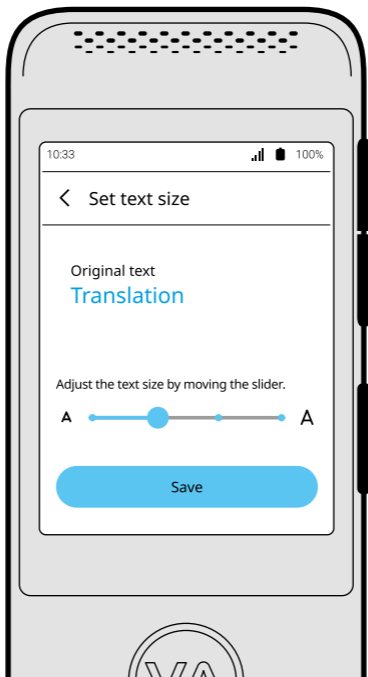 10:33
100%
Set text size
Original text
Translation
Adjust the text size by moving the slider.
A
A
Save